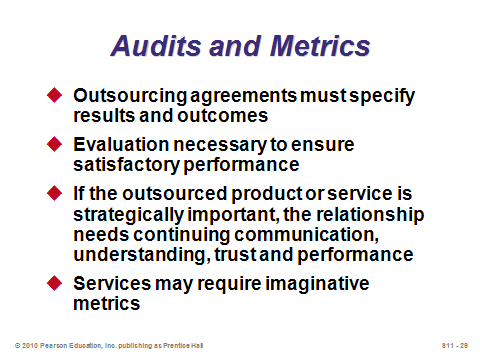 Audits and Metrics
Outsourcing agreements must specify
results and outcomes
Evaluation necessary to ensure
satisfactory performance
If the outsourced product or service is
strategically important, the relationship
needs continuing communication,
understanding, trust and performance
Services may require imaginative
metrics
© 2010 Pearson Education, Inc. publishing as Prentice Hall
S11 - 29